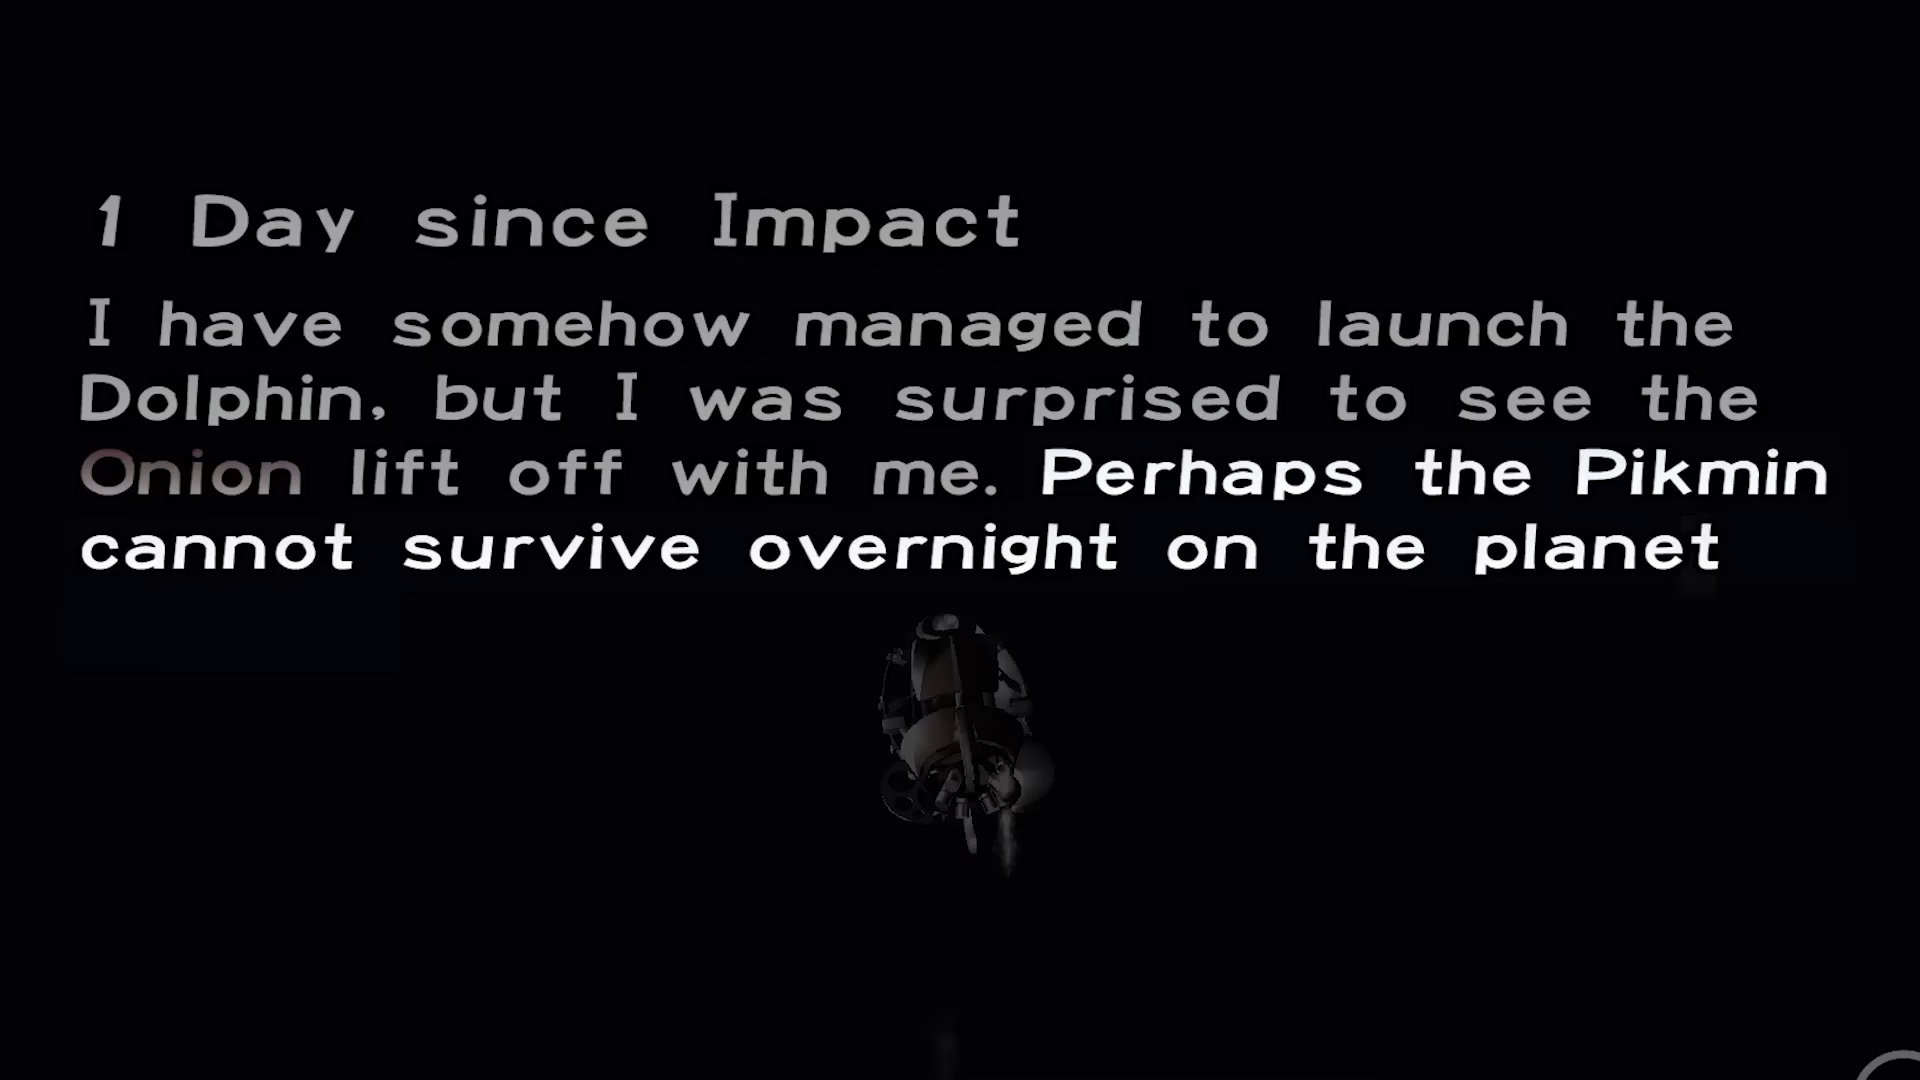 1 Day since Impact
I have somehow managed to launch the
Dolphin, but I was surprised to see the
Onion lift off with me. Perhaps the Pikmin
cannot survive overnight on the planet